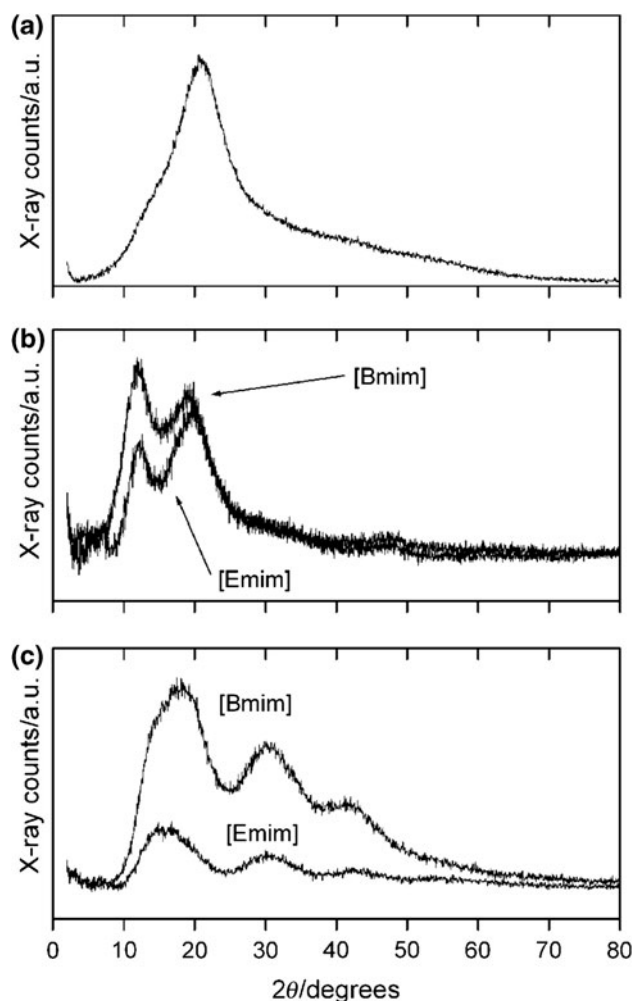 (a)
X-ray counts/a.u.
(b)
X-ray counts/a.u.
[Bmim]
[Emim]
(c)
X-ray counts/a.u.
[Bmim]
[Emim]
0 10 20 30 40 50 60 70 80
2θ/degrees